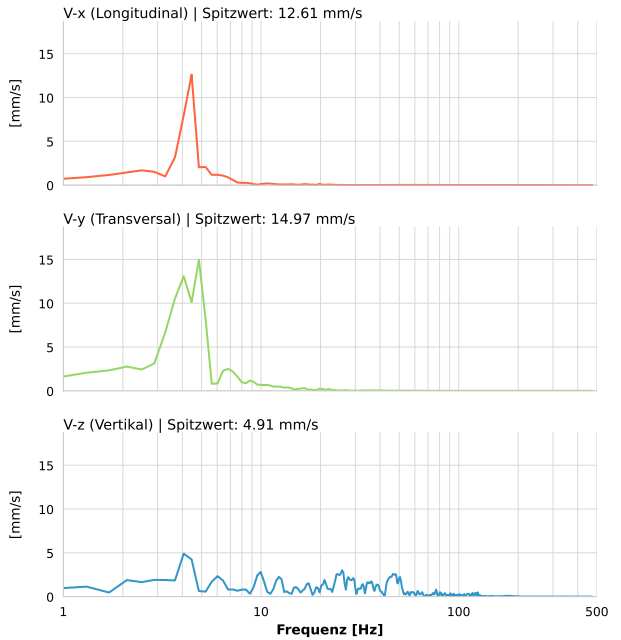 V-x (Longitudinal) | Spitzwert: 12.61 mm/s
15
10
5
0
[mm/s]
V-y (Transversal) | Spitzwert: 14.97 mm/s
15
10
5
0
[mm/s]
V-z (Vertikal) | Spitzwert: 4.91 mm/s
15
10
5
0
[mm/s]
1 10 100 500
Frequenz [Hz]